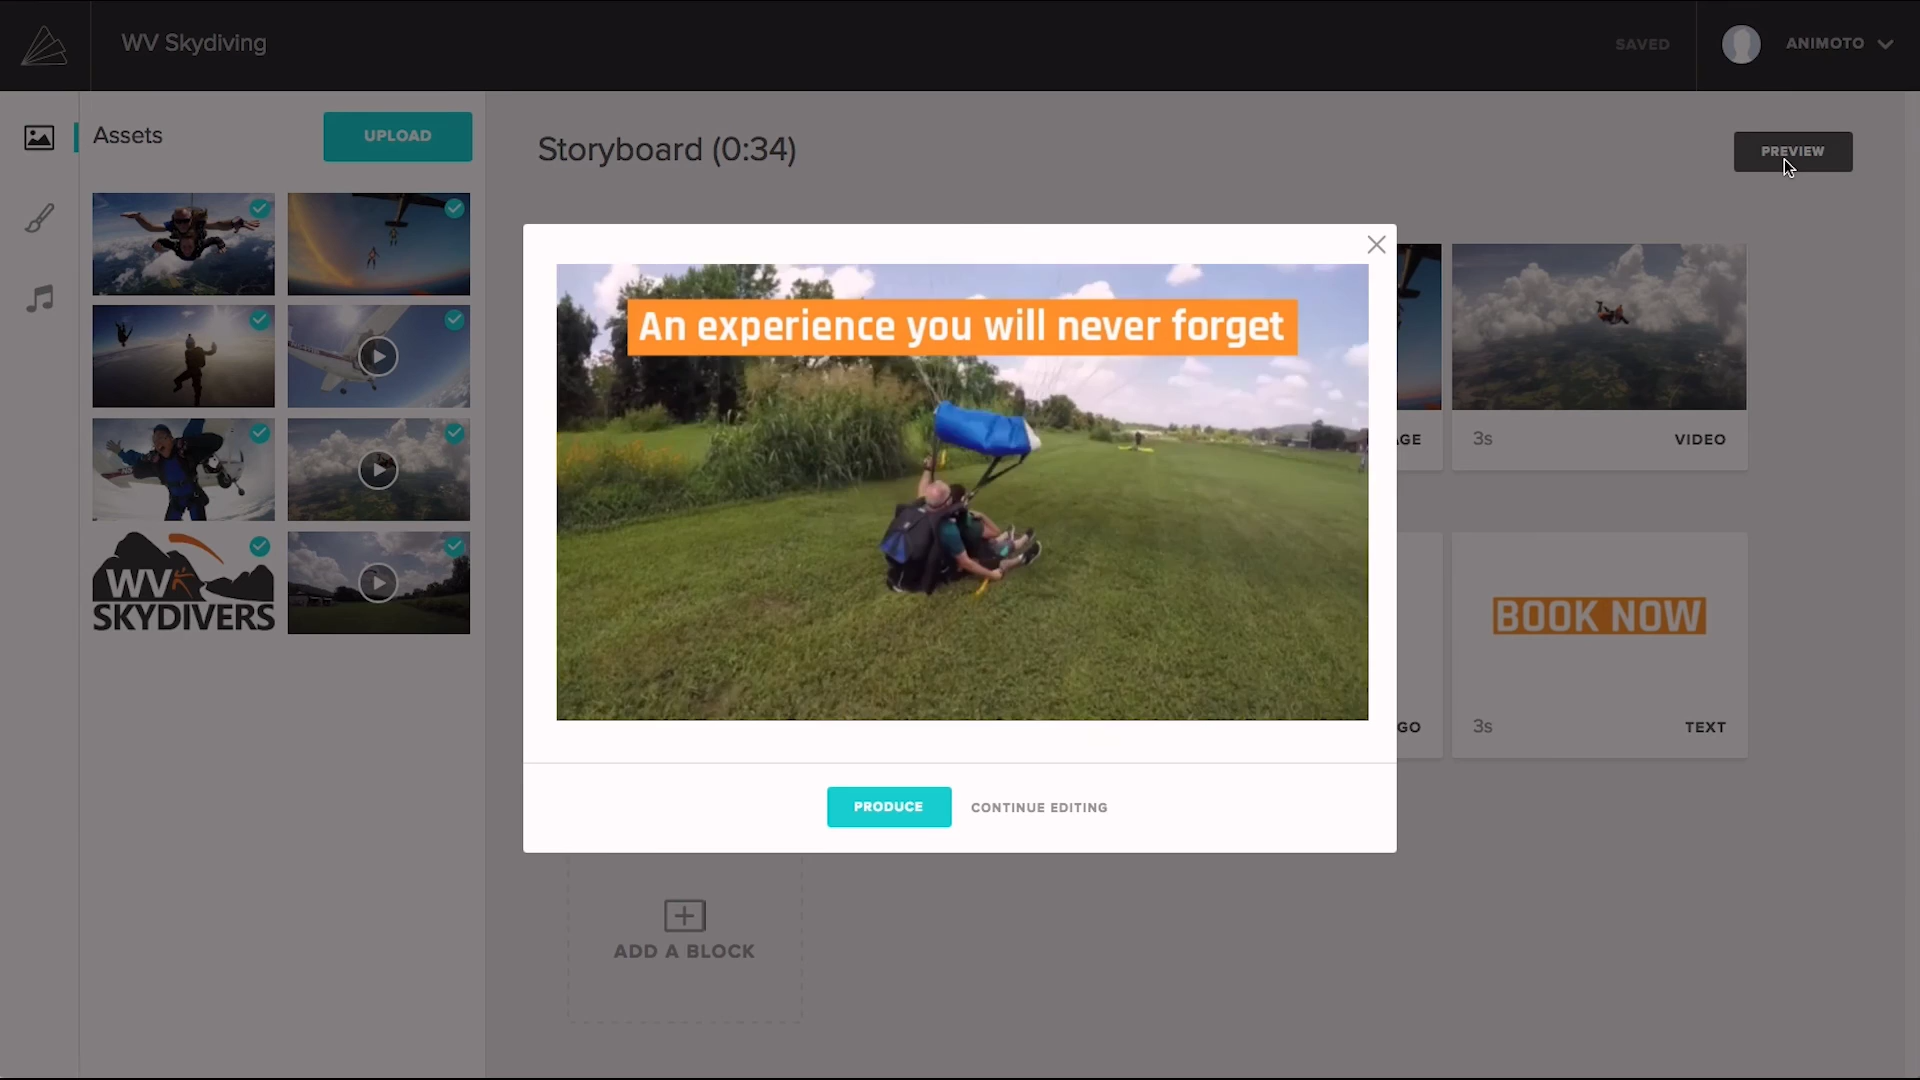 WV Skydiving
SAVED
ANIMOTO
Assets
UPLOAD
Storyboard (0:34)
PREVIEW
An experience you will never forget
GE
3s
VIDEO
WV
SKYDIVERS
BOOK NOW
GO
3s
TEXT
PRODUCE
CONTINUE EDITING
ADD A BLOCK